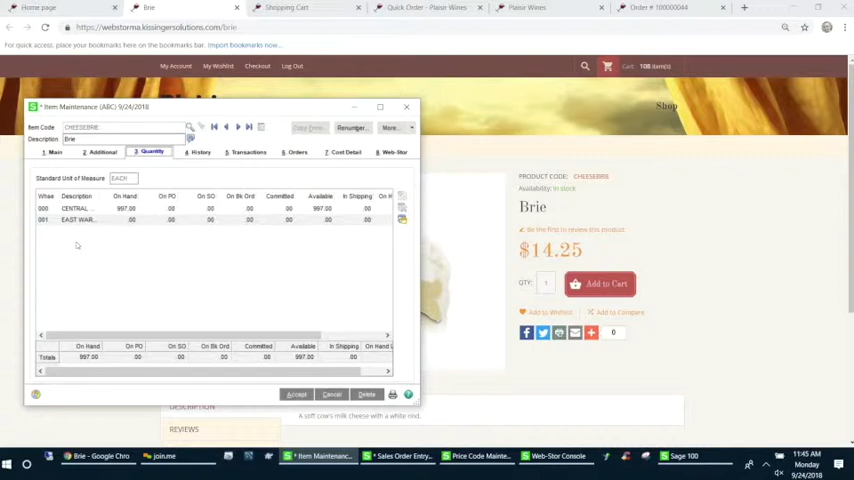 Home page
Brie
Shopping Cart
Quick Order - Plaisir Wines
Plaisir Wines
Order # 100000044
https://webstorma.kissingersolutions.com/brie
For quick access, place your bookmarks here on the bookmarks bar. Import bookmarks now...
My Account My Wishlist Checkout Log Out
Cart: 108 item(s)
Shop
* Item Maintenance (ABC) 9/24/2018
Item Code CHEESEBRIE
Renumber... More...
Description Brie
1. Main 2. Additional 3. Quantity 4. History 5. Transactions 6. Orders 7. Cost Detail 8. Web-Stor
Standard Unit of Measure EACH
Whse Description On Hand On PO On SO On Bk Ord Committed Available In Shipping On H
000 CENTRAL ... 997.00 .00 .00 .00 .00 997.00 .00
001 EAST WAR... .00 .00 .00 .00 .00 .00 .00
On Hand On PO On SO On Bk Ord Committed Available In Shipping On Hand U
Totals 997.00 .00 .00 .00 .00 997.00 .00
Accept Cancel Delete
PRODUCT CODE: CHEESEBRIE
Availability: In stock
Brie
Be the first to review this product
$14.25
QTY: 1 Add to Cart
Add to Wishlist Add to Compare
0
DESCRIPTION
A stiff cow's milk cheese with a white rind.
REVIEWS
Brie - Google Chro
join.me
* Item Maintenanc...
* Sales Order Entry...
Price Code Mainte...
Web-Stor Console
Sage 100
11:45 AM
Monday
9/24/2018